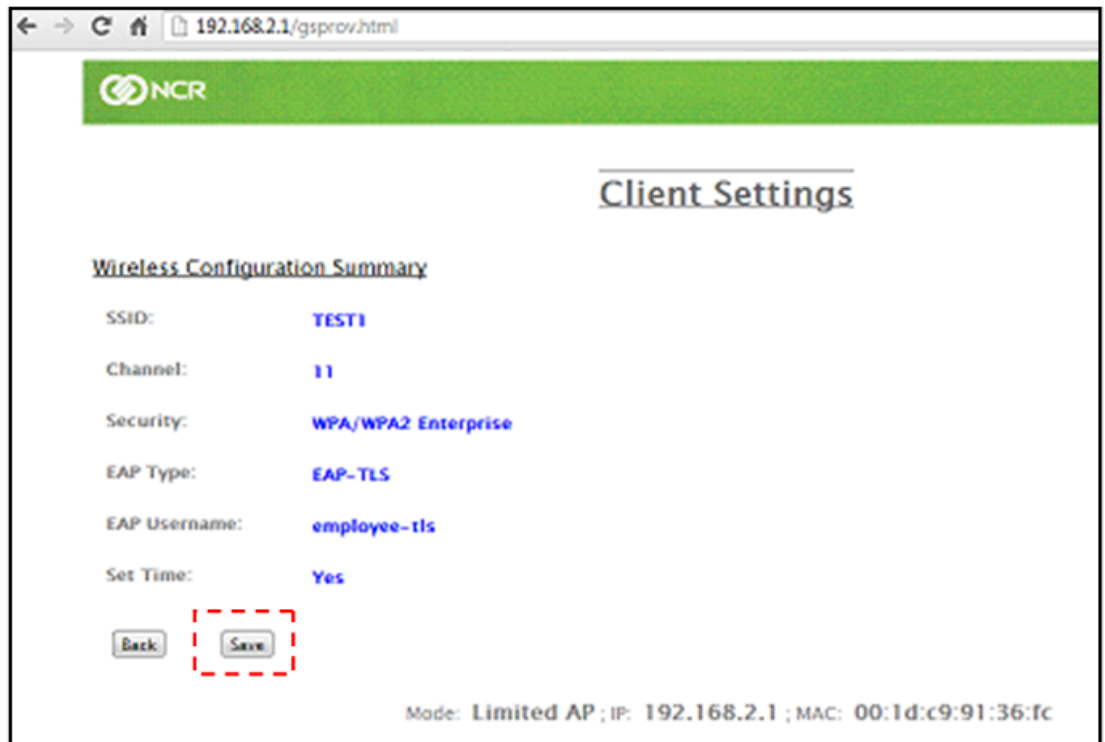 192.168.2.1/gsprov.html
NCR
Client Settings
Wireless Configuration Summary
SSID: TEST1
Channel: 11
Security: WPA/WPA2 Enterprise
EAP Type: EAP-TLS
EAP Username: employee-tls
Set Time: Yes
Back Save
Mode: Limited AP ; IP: 192.168.2.1 ; MAC: 00:1d:c9:91:36:fc